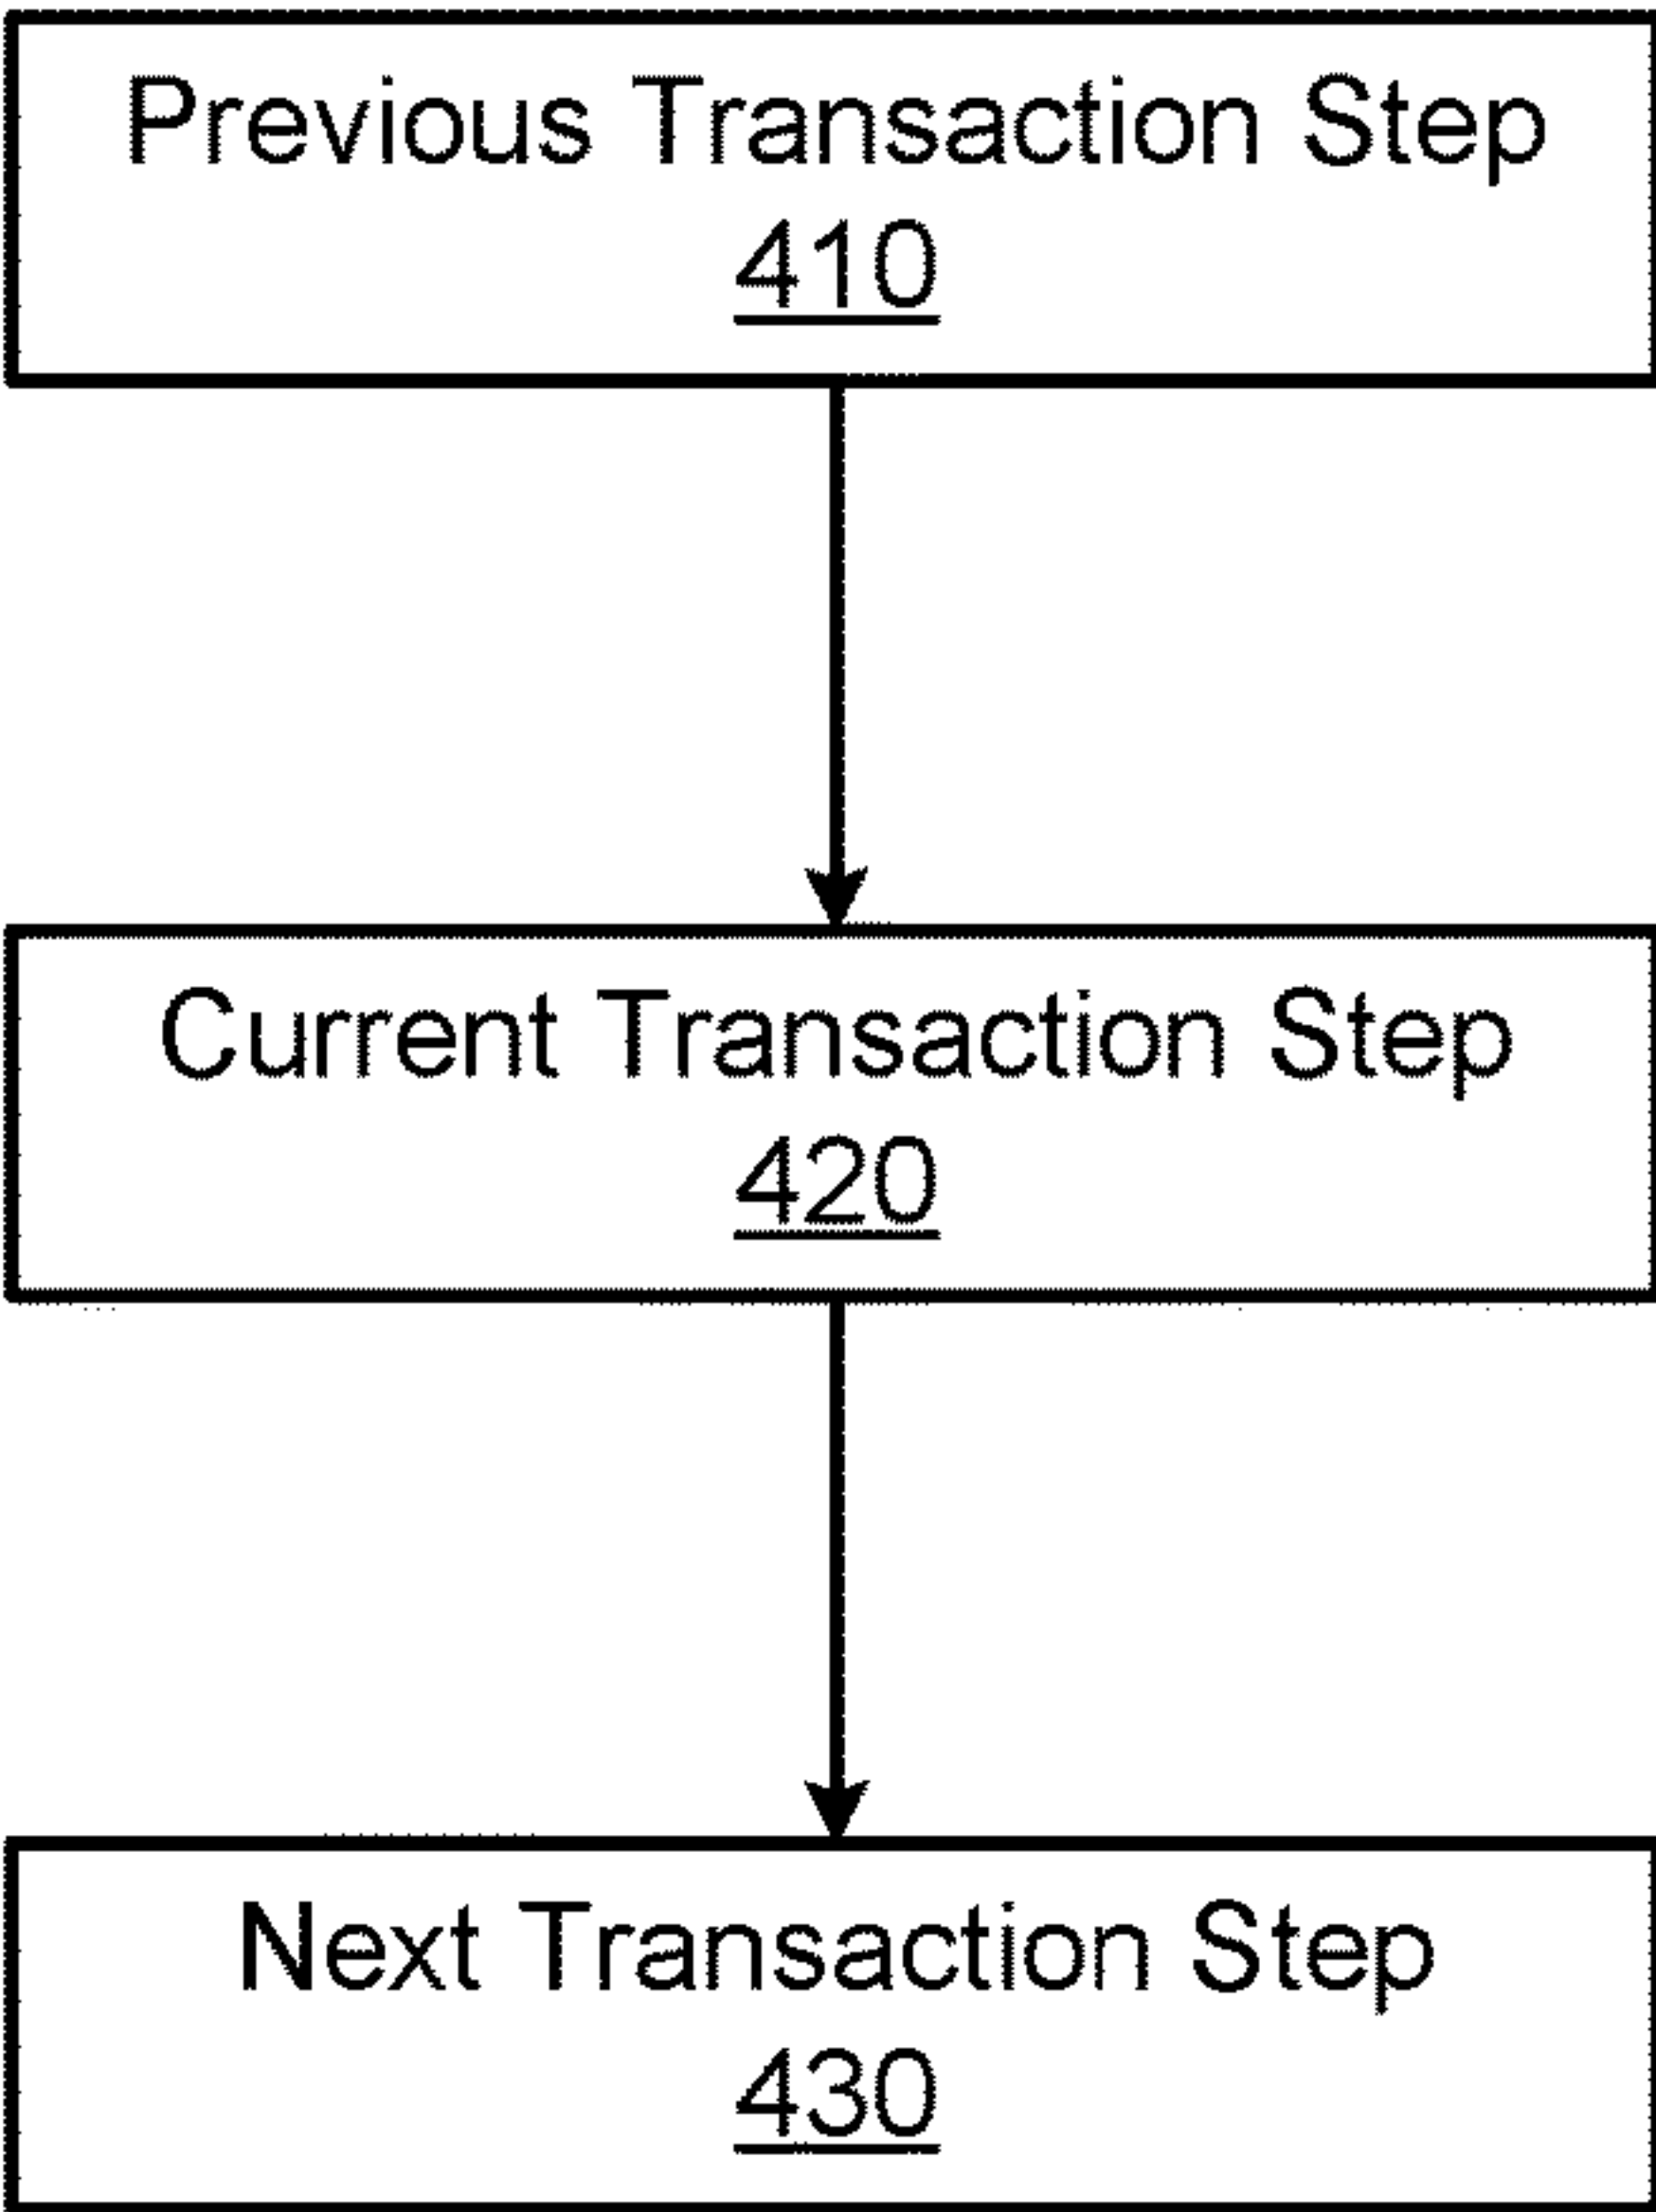 Previous Transaction Step
410
Current Transaction Step
420
Next Transaction Step
430